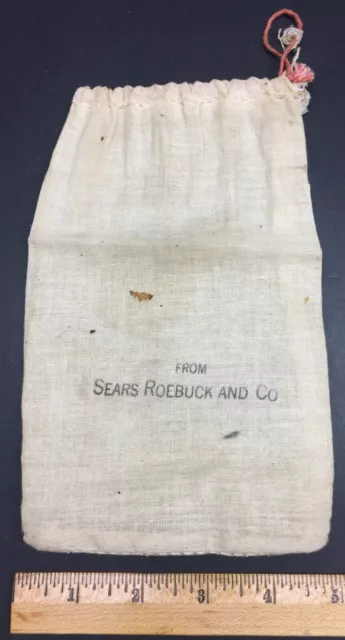 FROM
SEARS ROEBUCK AND CO
1 2 3 4 5